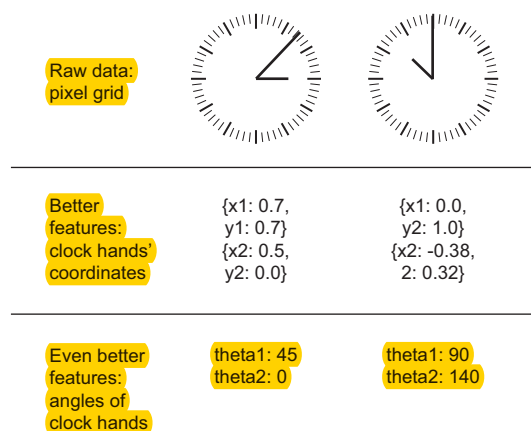 Raw data:
pixel grid
Better
features:
clock hands'
coordinates
{x1: 0.7,
y1: 0.7}
{x2: 0.5,
y2: 0.0}
{x1: 0.0,
y2: 1.0}
{x2: -0.38,
2: 0.32}
Even better
features:
angles of
clock hands
theta1: 45
theta2: 0
theta1: 90
theta2: 140